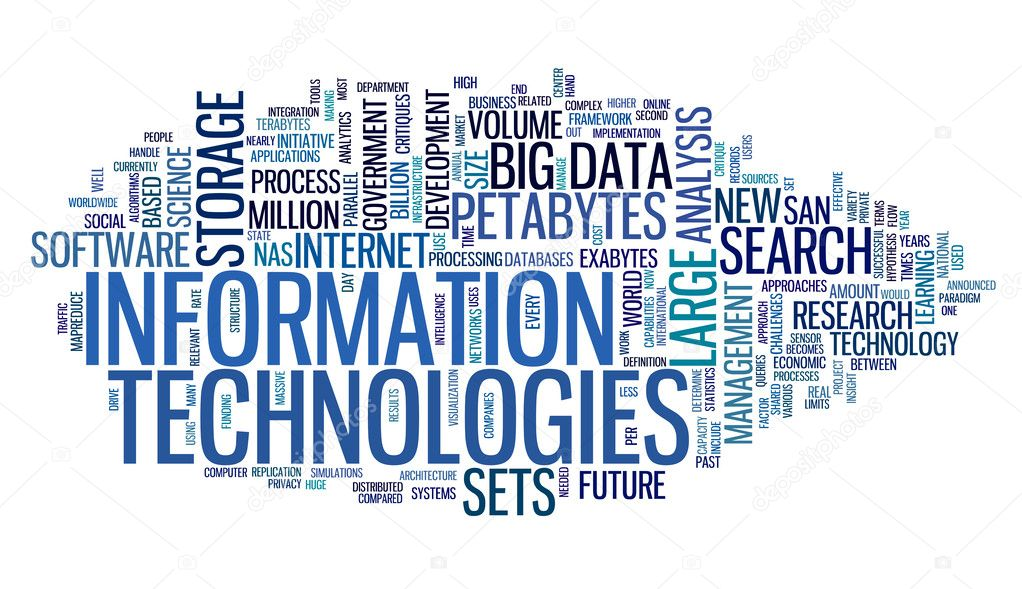 HIGH
END
CENTER
HAND
DEPARTMENT
MOST
TOOLS
MAKING
INTEGRATION
TERABYTES
BUSINESS RELATED
COMPLEX HIGHER ONLINE
SECOND
FRAMEWORK
VOLUME
OUT IMPLEMENTATION
NEARLY INITIATIVE
APPLICATIONS
ANALYTICS
GOVERNMENT
CRITIQUES
DEVELOPMENT
MARKET
ANNUAL
SIZE
BIG DATA
MANAGE
ANALYSIS
CRITIQUE
RECORDS
USERS
PEOPLE
HANDLE
CURRENTLY
WELL
WORLDWIDE
SOCIAL
ALGORITHMS
BASED
SCIENCE
STORAGE
PROCESS
MILLION
PARALLEL
BILLION
INFRASTRUCTURE
PETABYTES
SOURCES
SET
NEW SAN
EFFECTIVE
VARIETY
PRIVATE
TERMS
FLOW
YEAR
SOFTWARE
STATE
NAS INTERNET
USE
TIME
COST
PROCESSING DATABASES EXABYTES
SEARCH
SUCCESSFUL
HYPOTHESIS
TIMES
YEARS
LEARNING
NATIONAL
USED
DAY
TRAFFIC
MAPREDUCE
INFORMATION
RELEVANT
RATE
STRUCTURE
INTELLIGENCE
NETWORKS
USES
EVERY
WORLD
WORK
CAPABILITIES
NOW
INTERNATIONAL
LARGE
MANAGEMENT
APPROACHES
AMOUNT WOULD
ANNOUNCED
PARADIGM
ONE
APPROACH
CHALLENGES
RESEARCH
TECHNOLOGY
SENSOR
BECOMES
ECONOMIC
BETWEEN
PROCESSES
DEFINITION
DRIVE
TECHNOLOGIES
USING
MANY
FUNDING
MASSIVE
RESULTS
VISUALIZATION
COMPANIES
LESS
PER
DETERMINE
STATISTICS
CAPACITY
INCLUDE
PAST
QUERIES
FACTOR
SHARED
VARIOUS
REAL
LIMITS
PROJECT
INSIGHT
COMPUTER REPLICATION SIMULATIONS ARCHITECTURE
PRIVACY HUGE
DISTRIBUTED
COMPARED
SYSTEMS
SETS
NEEDED
FUTURE
depositphotos